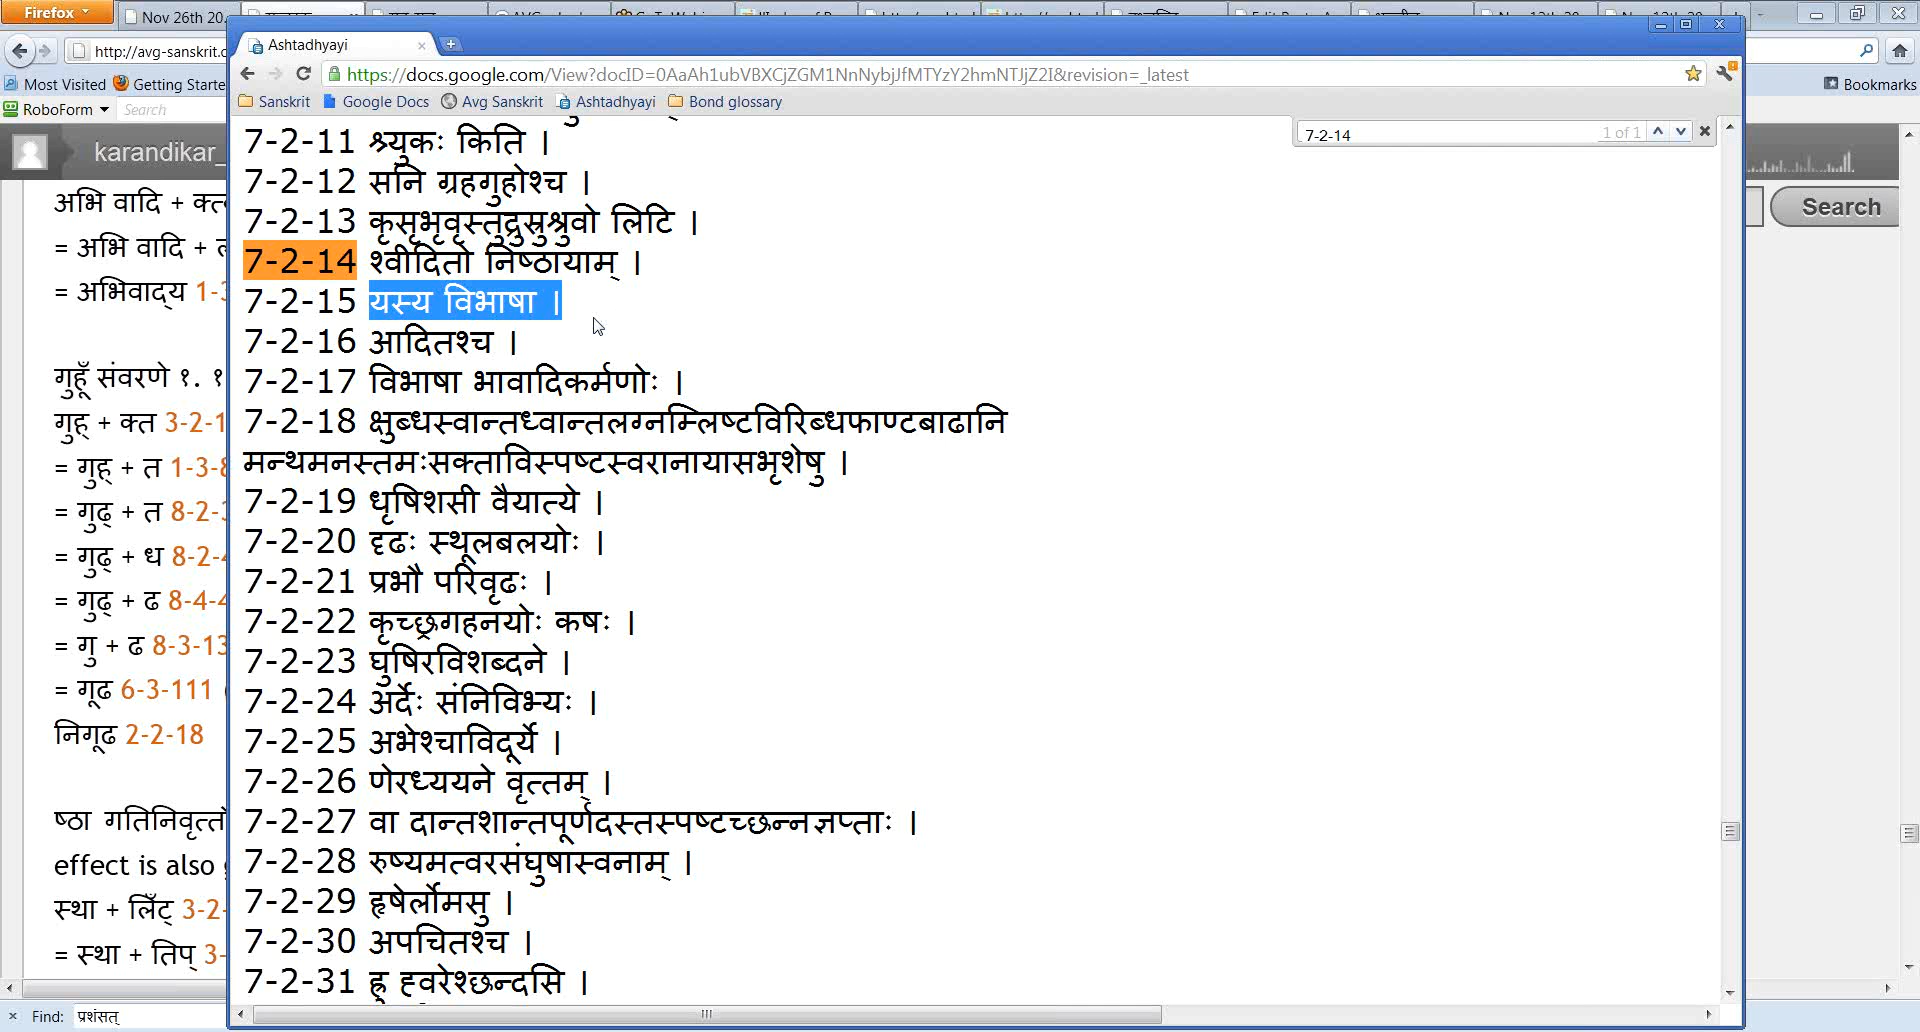 Firefox
Nov 26th 20
Ashtadhyayi
http://avg-sanskrit.c
https://docs.google.com/View?docID=0AaAh1ubVBXCjZGM1NnNybjJfMTYzY2hmNTJjZ2I&revision=_latest
Most Visited Getting Starte
Sanskrit Google Docs Avg Sanskrit Ashtadhyayi Bond glossary
Bookmarks
RoboForm Search
7-2-14 1 of 1
karandikar_
Search
अभि वादि + क्त
= अभि वादि +
= अभिवाद्य 1-3
गुहूँ संवरणे १. १
गुह् + क्त 3-2-1
= गुह् + त 1-3-8
= गुढ् + त 8-2-3
= गुढ् + ध 8-2-4
= गुढ् + ढ 8-4-4
= गु + ढ 8-3-13
= गूढ 6-3-111
निगूढ 2-2-18
ष्ठा गतिनिवृत्तौ
effect is also
स्था + लिँट् 3-2-
= स्था + तिप् 3-
7-2-11 श्र्युकः किति |
7-2-12 सनि ग्रहगुहोश्च |
7-2-13 कृसृभृवृस्तुद्रुस्रुश्रुवो लिटि |
7-2-14 श्वीदितो निष्ठायाम् |
7-2-15 यस्य विभाषा |
7-2-16 आदितश्च |
7-2-17 विभाषा भावादिकर्मणोः |
7-2-18 क्षुब्धस्वान्तध्वान्तलग्नम्लिष्टविरिब्धफाण्टबाढानि
मन्थमनस्तमःसक्ताविस्पष्टस्वरानायासभृशेषु |
7-2-19 धृषिशसी वैयात्ये |
7-2-20 दृढः स्थूलबलयोः |
7-2-21 प्रभौ परिवृढः |
7-2-22 कृच्छ्रगहनयोः कषः |
7-2-23 घुषिरविशब्दने |
7-2-24 अर्देः संनिविभ्यः |
7-2-25 अभेश्चाविदूर्ये |
7-2-26 णेरध्ययने वृत्तम् |
7-2-27 वा दान्तशान्तपूर्णदस्तस्पष्टच्छन्नज्ञप्ताः |
7-2-28 रुष्यमत्वरसंघुषास्वनाम् |
7-2-29 हृषेर्लोमसु |
7-2-30 अपचितश्च |
7-2-31 ह्रु ह्वरेश्छन्दसि |
Find: प्रशंसत्